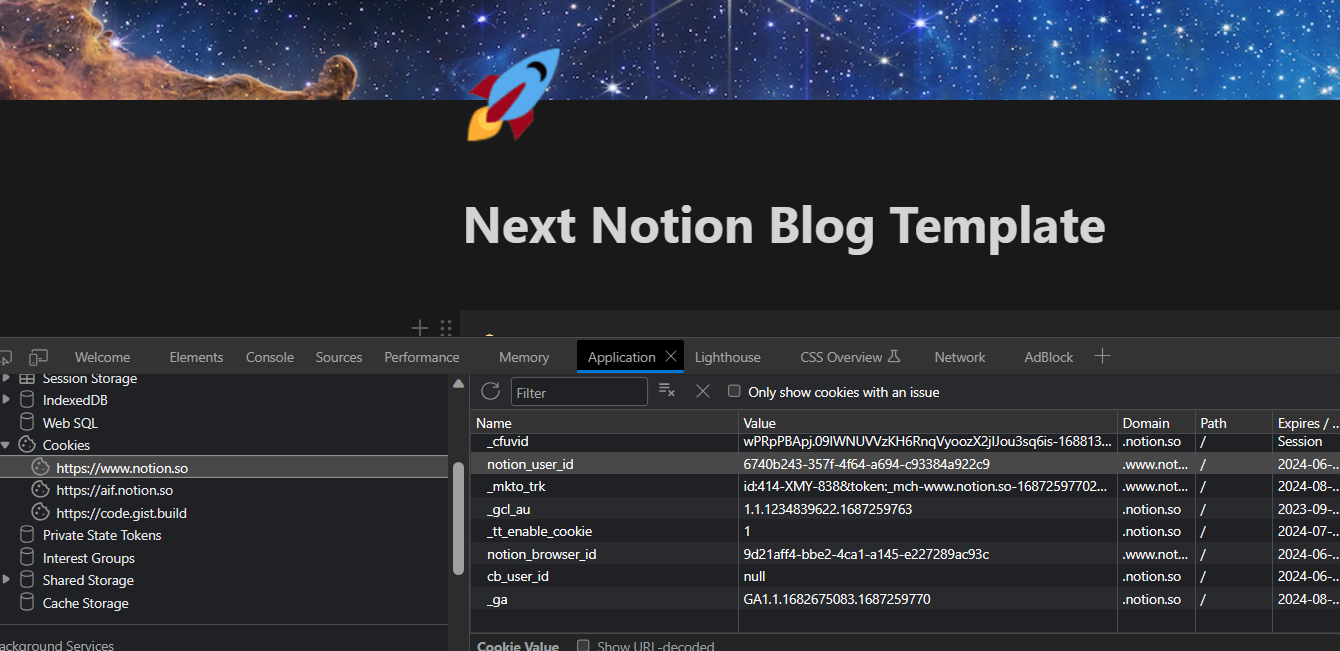 Next Notion Blog Template
Welcome Elements Console Sources Performance Memory Application Lighthouse CSS Overview Network AdBlock
Session Storage
IndexedDB
Web SQL
Cookies
https://www.notion.so
https://aif.notion.so
https://code.gist.build
Private State Tokens
Interest Groups
Shared Storage
Cache Storage
ackground Services
Filter Only show cookies with an issue
Name Value Domain Path Expires / ...
_cfuvid .notion.so / Session
notion_user_id 6740b243-357f-4f64-a694-c93384a922c9 .www.not... / 2024-06-...
_mkto_trk id:414-XMY-838&token:_mch-www.notion.so-16872597702... .www.not... / 2024-08-...
_gcl_au 1.1.1234839622.1687259763 .notion.so / 2023-09-...
_tt_enable_cookie 1 .notion.so / 2024-07-...
notion_browser_id 9d21aff4-bbe2-4ca1-a145-e227289ac93c .www.not... / 2024-06-...
cb_user_id null .notion.so / 2024-06-...
_ga GA1.1.1682675083.1687259770 .notion.so / 2024-08-...
Cookie Value Show URL-decoded